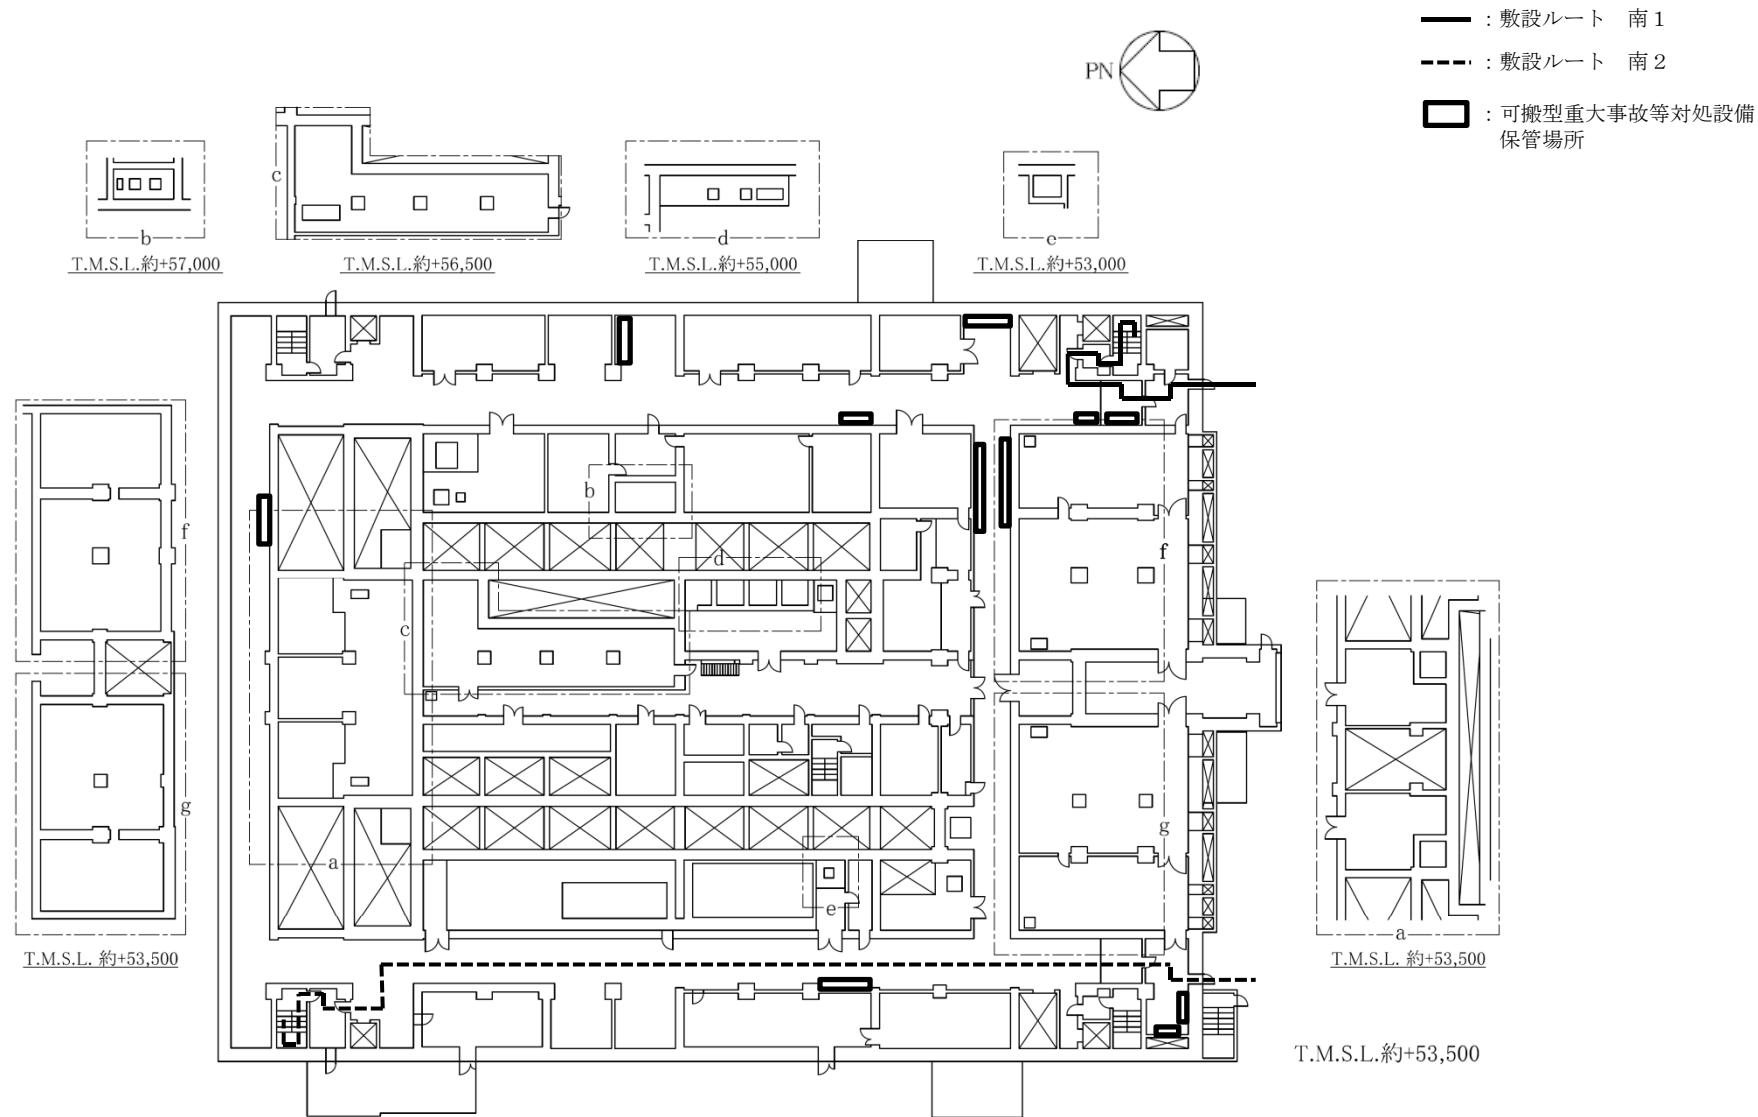 ：敷設ルート　南１
：敷設ルート　南２
：可搬型重大事故等対処設備
保管場所
PN
c
b
d
e
T.M.S.L.約+57,000
T.M.S.L.約+56,500
T.M.S.L.約+55,000
T.M.S.L.約+53,000
b
f
f
d
c
g
g
a
e
a
T.M.S.L. 約+53,500
T.M.S.L. 約+53,500
T.M.S.L.約+53,500